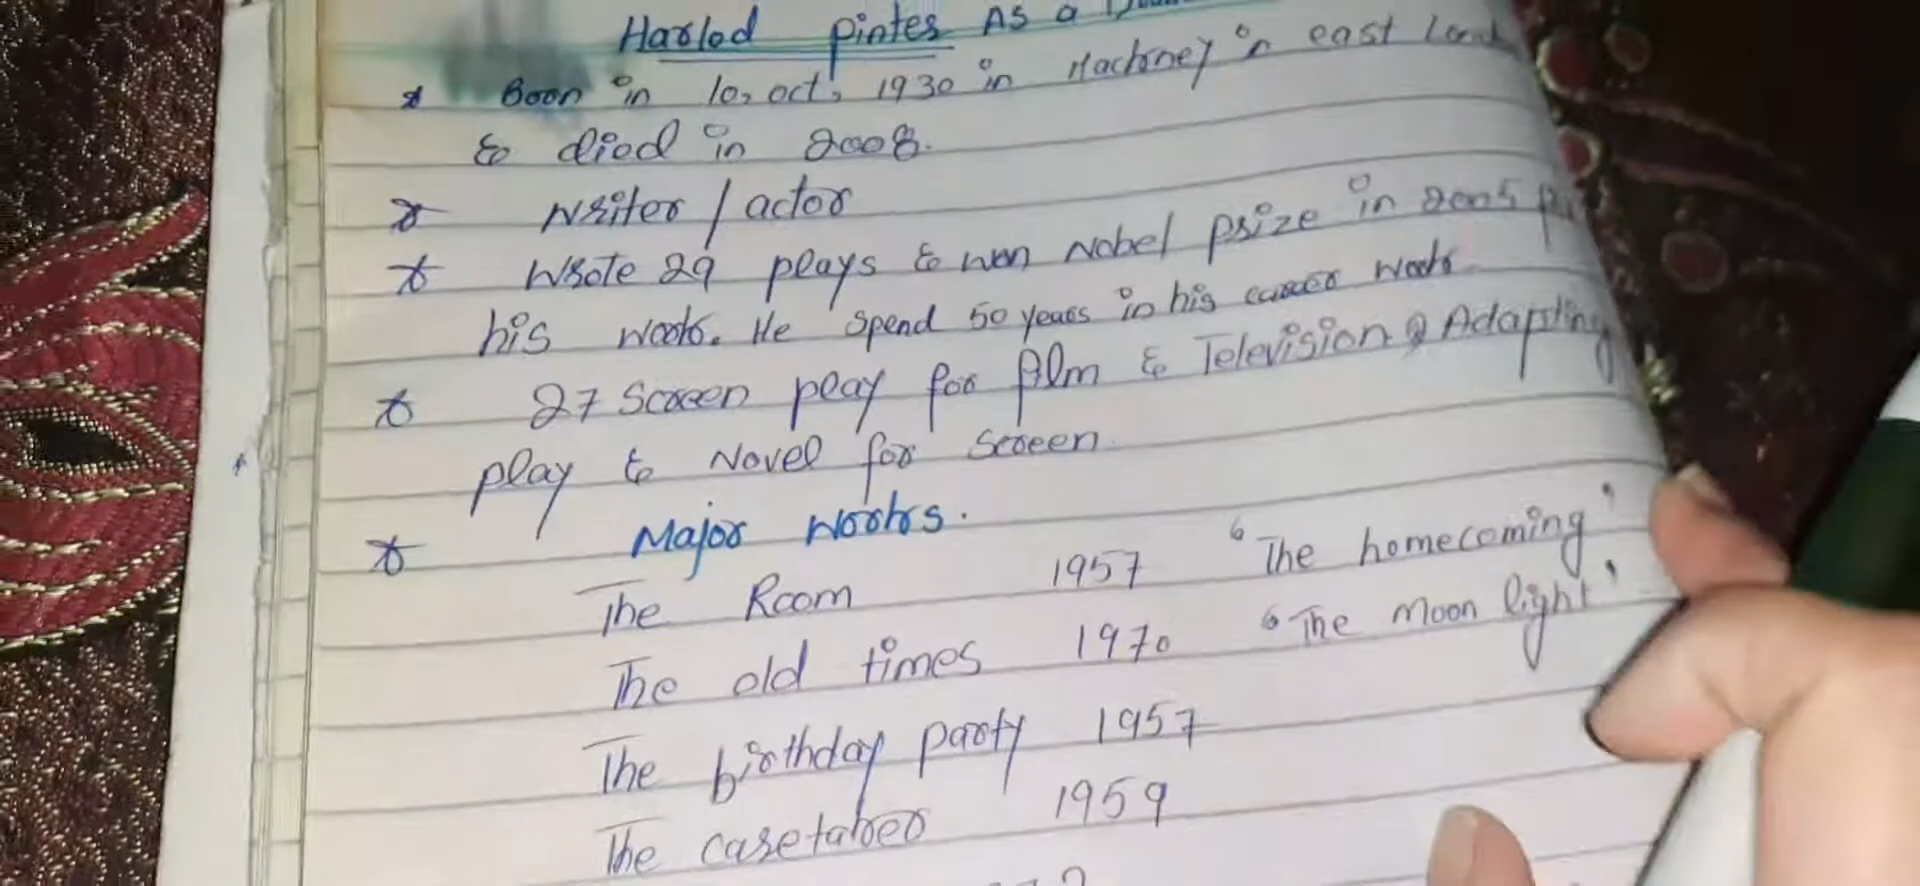 Harlod Pinter As a
* Boon in 10, oct, 1930 in Hackney in east
& died in 2008.
* Writer / actor
* Wrote 29 plays & won Nobel prize in 2005
his work. He spend 50 years in his career work
* 27 Screen play for film & Television & Adapting
play & Novel for Screen.
* Major Works.
The Room 1957 "The homecoming"
The old times 1970 "The Moon light"
The birthday party 1957
The caretaker 1959